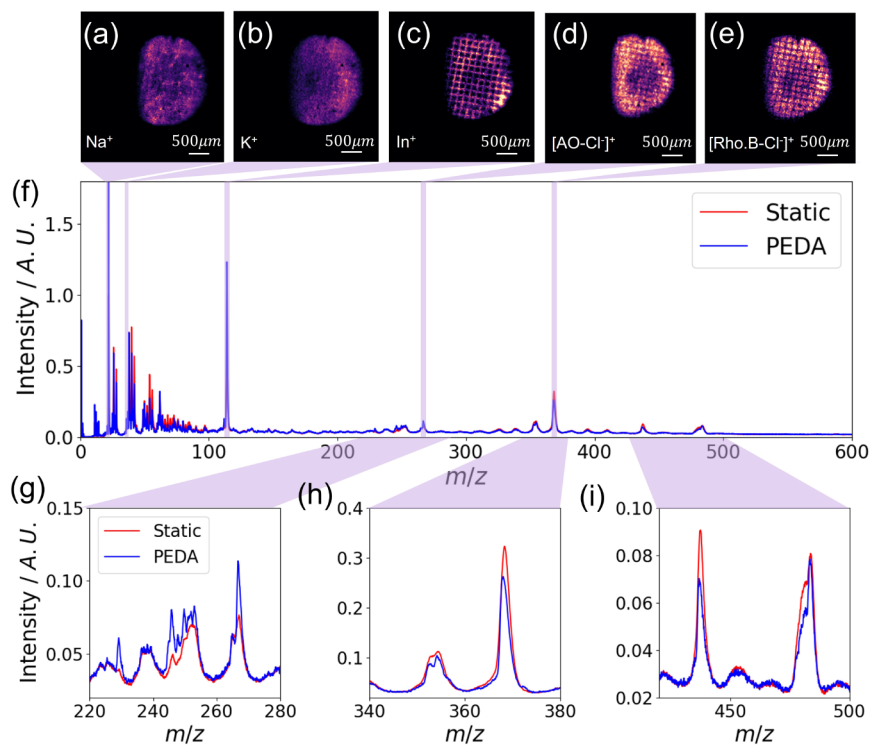 (a) (b) (c) (d) (e)
Na⁺ 500μm K⁺ 500μm In⁺ 500μm [AO-Cl⁻]⁺ 500μm [Rho.B-Cl⁻]⁺ 500μm
(f)
Intensity / A.U.
1.5
1.0
0.5
0.0
Static
PEDA
0 100 200 300 400 500 600
m/z
(g)
Intensity / A.U.
0.15
0.10
0.05
Static
PEDA
220 240 260 280
m/z
(h)
0.4
0.3
0.2
0.1
340 360 380
m/z
(i)
0.10
0.08
0.06
0.04
0.02
450 500
m/z